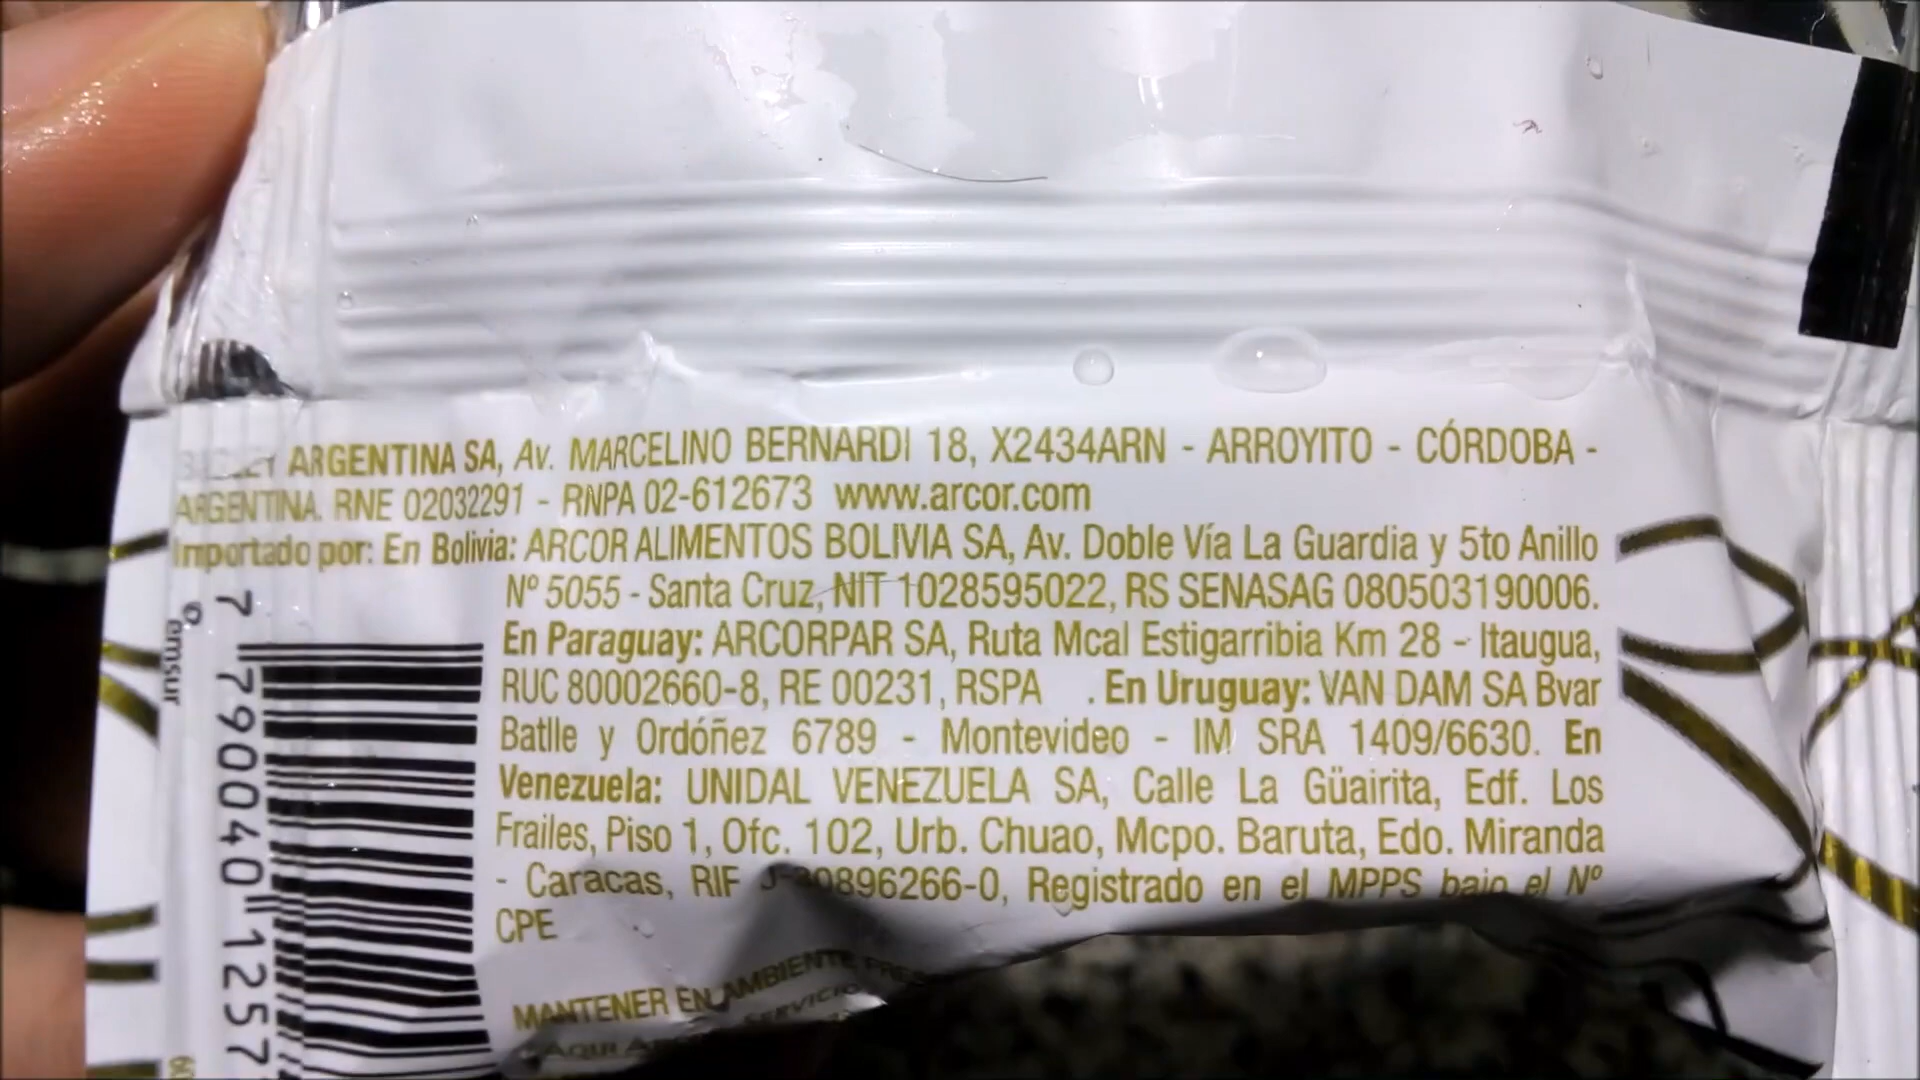 ARGENTINA SA, Av. MARCELINO BERNARDI 18, X2434ARN - ARROYITO - CÓRDOBA -
ARGENTINA. RNE 02032291 - RNPA 02-612673 www.arcor.com
Importado por: En Bolivia: ARCOR ALIMENTOS BOLIVIA SA, Av. Doble Vía La Guardia y 5to Anillo
Nº 5055 - Santa Cruz, NIT 1028595022, RS SENASAG 080503190006.
En Paraguay: ARCORPAR SA, Ruta Mcal Estigarribia Km 28 - Itaugua,
RUC 80002660-8, RE 00231, RSPA . En Uruguay: VAN DAM SA Bvar
Batlle y Ordóñez 6789 - Montevideo - IM SRA 1409/6630. En
Venezuela: UNIDAL VENEZUELA SA, Calle La Güairita, Edf. Los
Frailes, Piso 1, Ofc. 102, Urb. Chuao, Mcpo. Baruta, Edo. Miranda
- Caracas, RIF Registrado en el MPPS bajo el Nº
CPE
MANTENER EN AMBIENTE
SERVICIO
AQUI
emsur
7 790040 1257